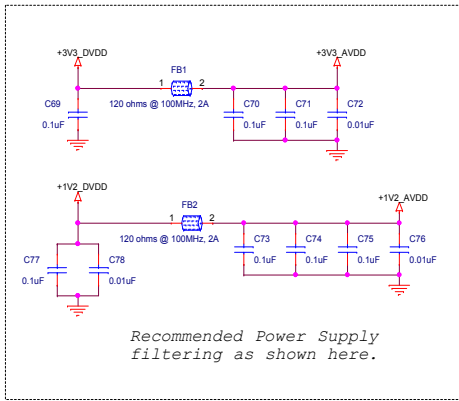 +3V3_DVDD
+3V3_AVDD
FB1
1 2
C69
0.1uF
120 ohms @ 100MHz, 2A
C70
0.1uF
C71
0.1uF
C72
0.01uF
+1V2_DVDD
+1V2_AVDD
FB2
1 2
120 ohms @ 100MHz, 2A
C73
0.1uF
C74
0.1uF
C75
0.1uF
C76
0.01uF
C77
0.1uF
C78
0.01uF
Recommended Power Supply
filtering as shown here.